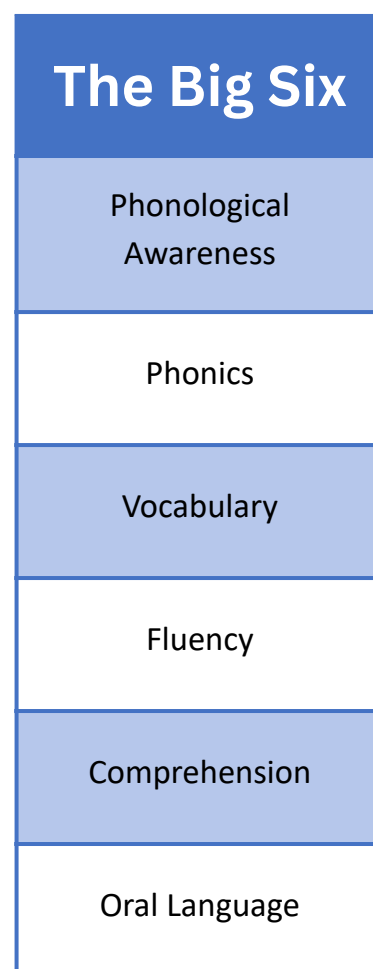 The Big Six
Phonological
Awareness
Phonics
Vocabulary
Fluency
Comprehension
Oral Language